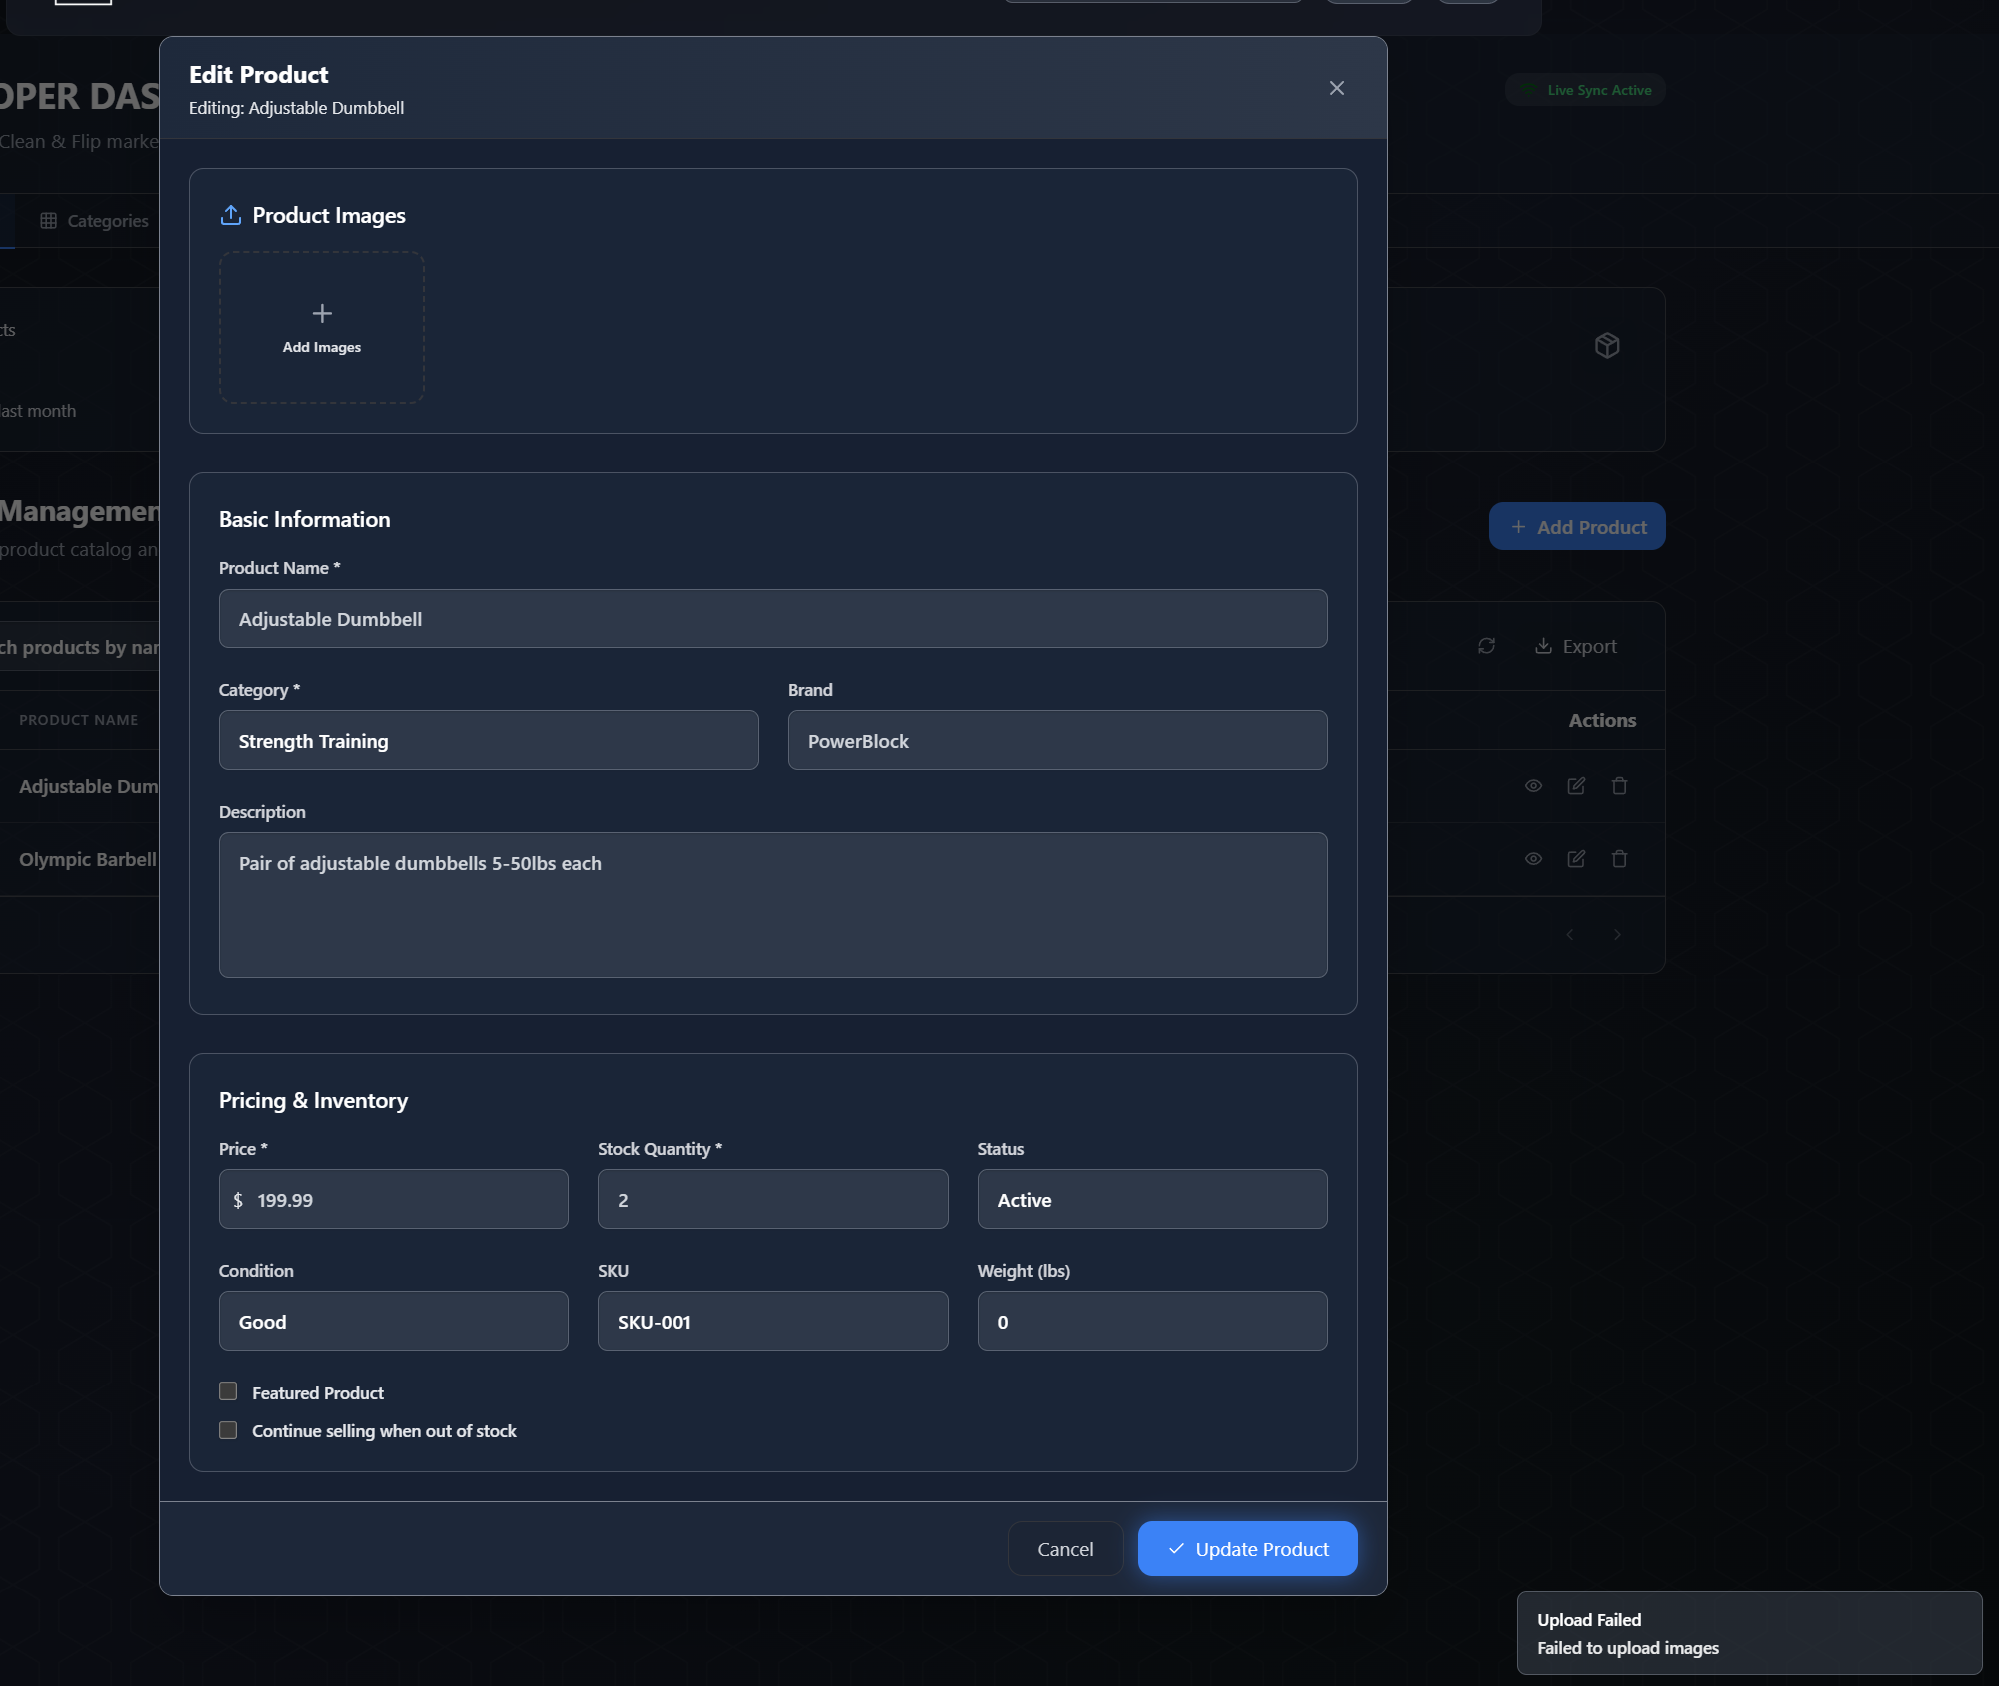 Edit Product
Editing: Adjustable Dumbbell
OPER DAS
Clean & Flip marke
Live Sync Active
Categories
Product Images
Add Images
cts
last month
Managemen
product catalog an
Add Product
Basic Information
Product Name *
Adjustable Dumbbell
ch products by nar
Export
Category *
Brand
Strength Training
PowerBlock
PRODUCT NAME
Actions
Adjustable Dum
Olympic Barbell
Description
Pair of adjustable dumbbells 5-50lbs each
Pricing & Inventory
Price *
Stock Quantity *
Status
$ 199.99
2
Active
Condition
SKU
Weight (lbs)
Good
SKU-001
0
Featured Product
Continue selling when out of stock
Cancel
Update Product
Upload Failed
Failed to upload images